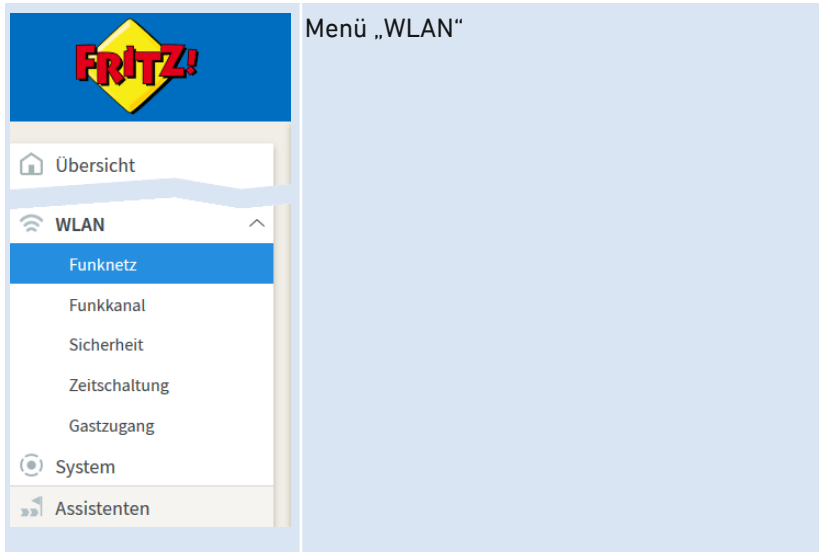 FRITZ!
Menü „WLAN“
Übersicht
WLAN
Funknetz
Funkkanal
Sicherheit
Zeitschaltung
Gastzugang
System
Assistenten